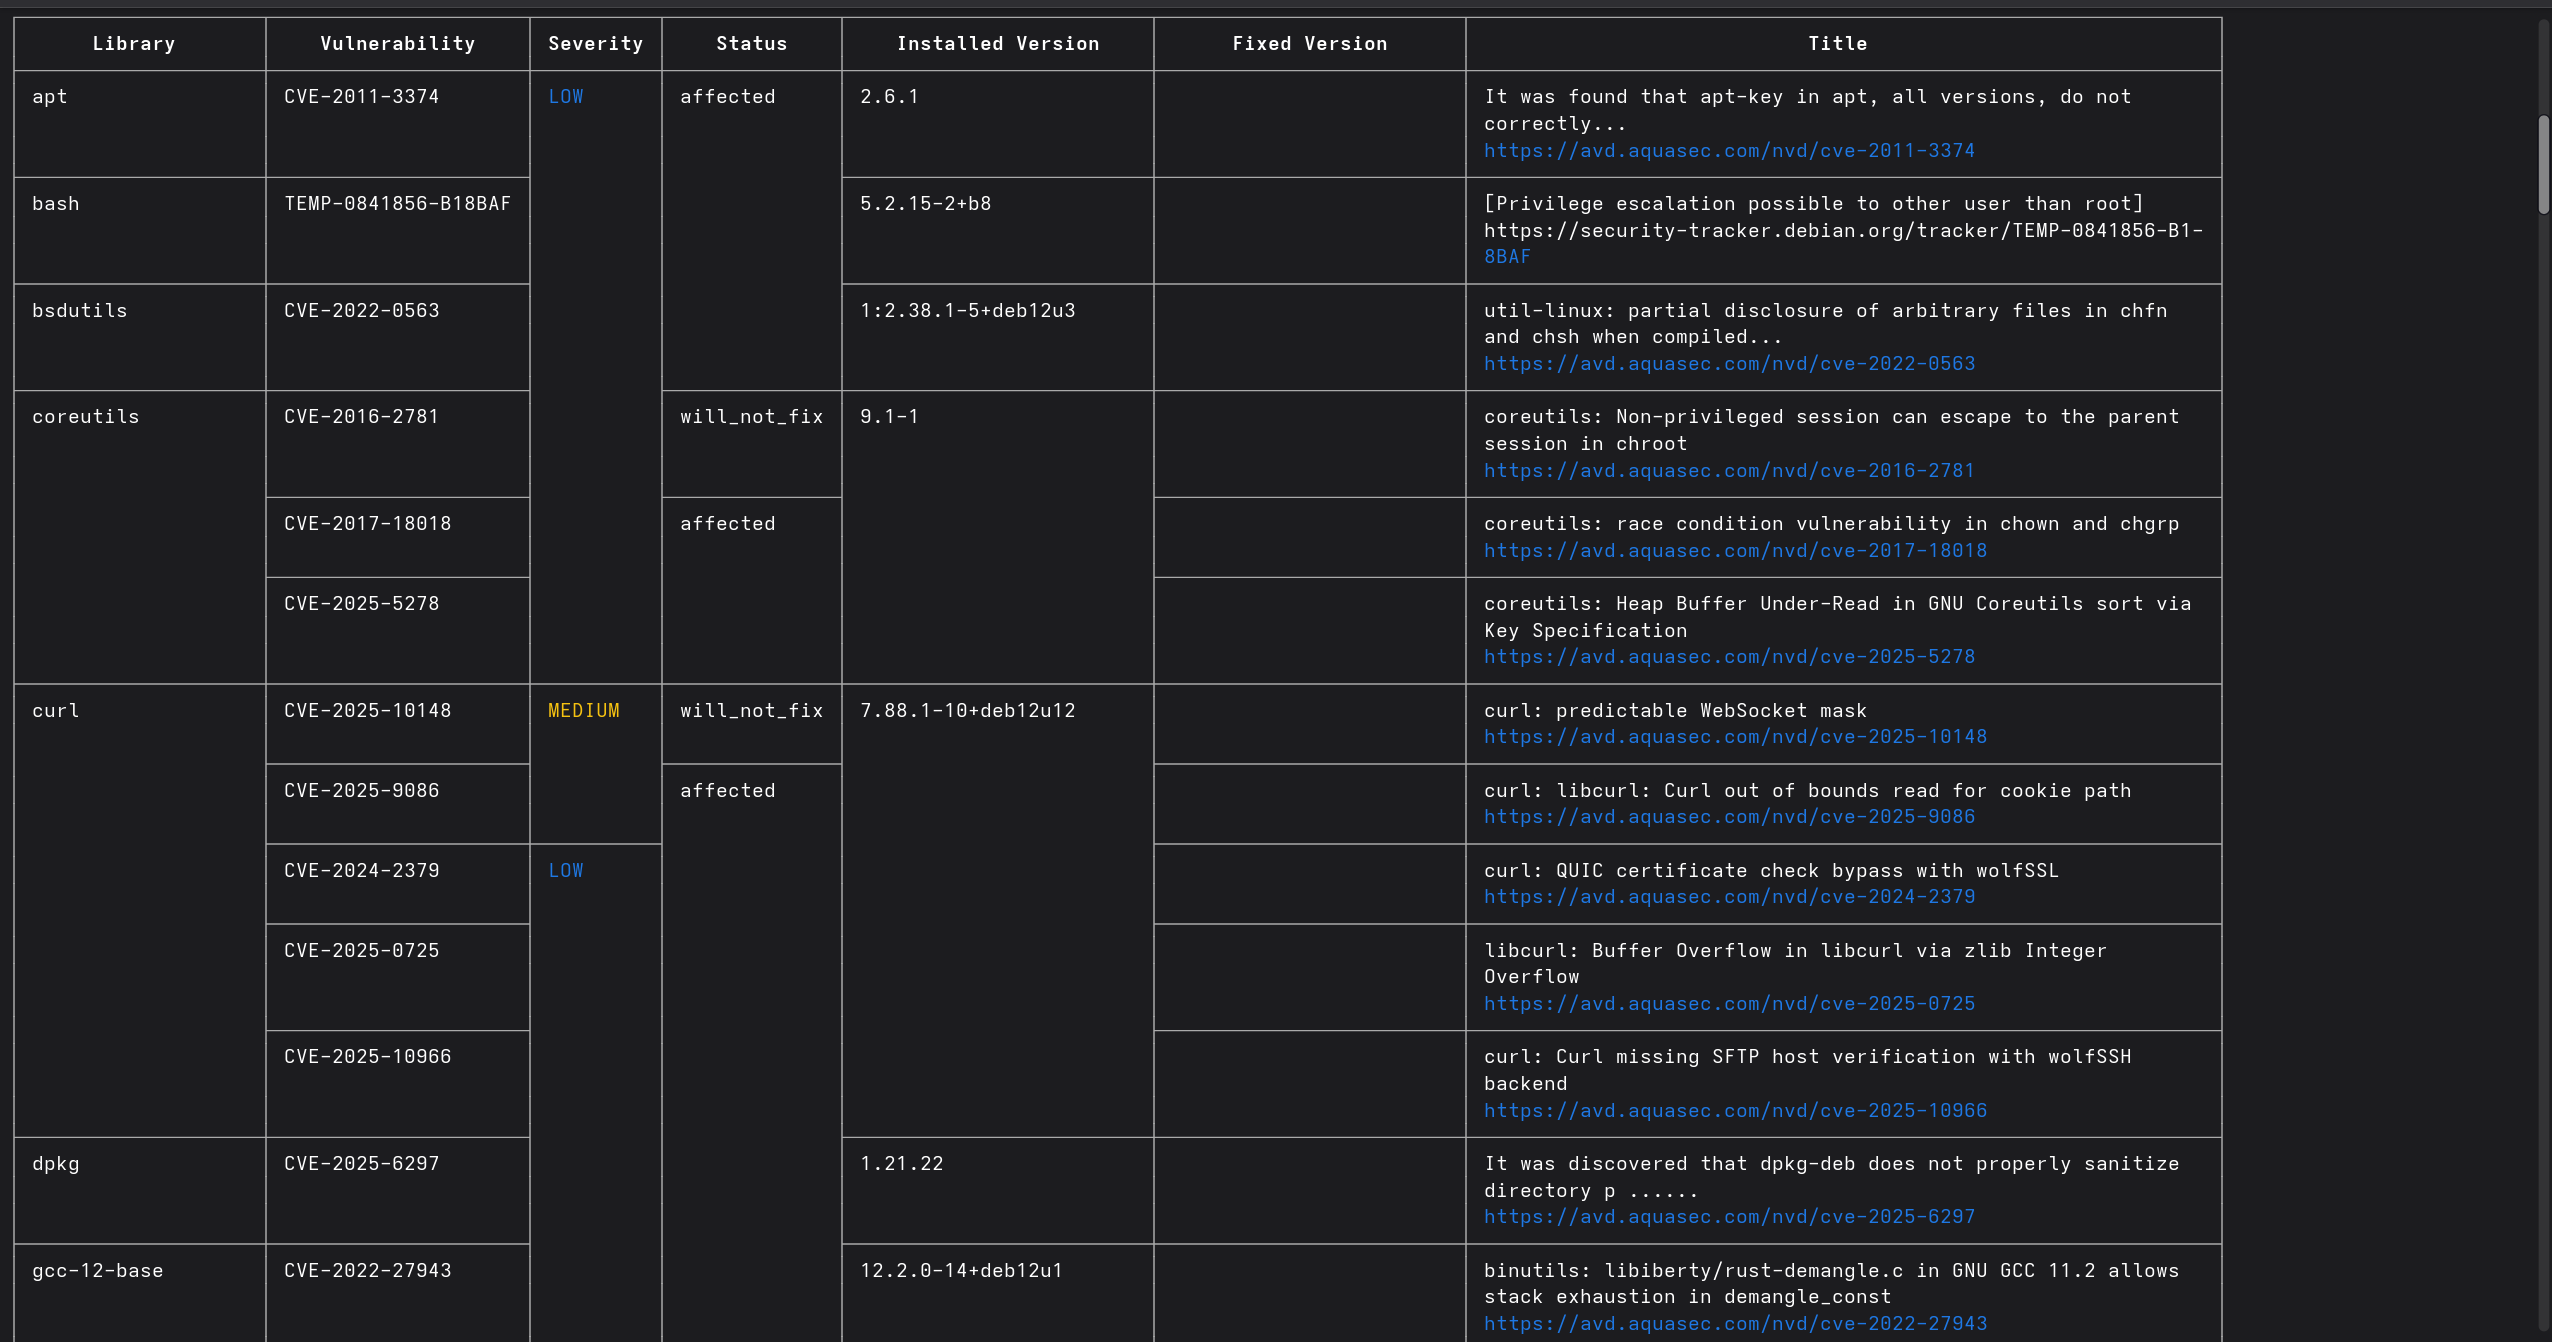 Library Vulnerability Severity Status Installed Version Fixed Version Title
apt CVE-2011-3374 LOW affected 2.6.1 It was found that apt-key in apt, all versions, do not
correctly...
https://avd.aquasec.com/nvd/cve-2011-3374
bash TEMP-0841856-B18BAF 5.2.15-2+b8 [Privilege escalation possible to other user than root]
https://security-tracker.debian.org/tracker/TEMP-0841856-B1-
8BAF
bsdutils CVE-2022-0563 1:2.38.1-5+deb12u3 util-linux: partial disclosure of arbitrary files in chfn
and chsh when compiled...
https://avd.aquasec.com/nvd/cve-2022-0563
coreutils CVE-2016-2781 will_not_fix 9.1-1 coreutils: Non-privileged session can escape to the parent
session in chroot
https://avd.aquasec.com/nvd/cve-2016-2781
CVE-2017-18018 affected coreutils: race condition vulnerability in chown and chgrp
https://avd.aquasec.com/nvd/cve-2017-18018
CVE-2025-5278 coreutils: Heap Buffer Under-Read in GNU Coreutils sort via
Key Specification
https://avd.aquasec.com/nvd/cve-2025-5278
curl CVE-2025-10148 MEDIUM will_not_fix 7.88.1-10+deb12u12 curl: predictable WebSocket mask
https://avd.aquasec.com/nvd/cve-2025-10148
CVE-2025-9086 affected curl: libcurl: Curl out of bounds read for cookie path
https://avd.aquasec.com/nvd/cve-2025-9086
CVE-2024-2379 LOW curl: QUIC certificate check bypass with wolfSSL
https://avd.aquasec.com/nvd/cve-2024-2379
CVE-2025-0725 libcurl: Buffer Overflow in libcurl via zlib Integer
Overflow
https://avd.aquasec.com/nvd/cve-2025-0725
CVE-2025-10966 curl: Curl missing SFTP host verification with wolfSSH
backend
https://avd.aquasec.com/nvd/cve-2025-10966
dpkg CVE-2025-6297 1.21.22 It was discovered that dpkg-deb does not properly sanitize
directory p ......
https://avd.aquasec.com/nvd/cve-2025-6297
gcc-12-base CVE-2022-27943 12.2.0-14+deb12u1 binutils: libiberty/rust-demangle.c in GNU GCC 11.2 allows
stack exhaustion in demangle_const
https://avd.aquasec.com/nvd/cve-2022-27943